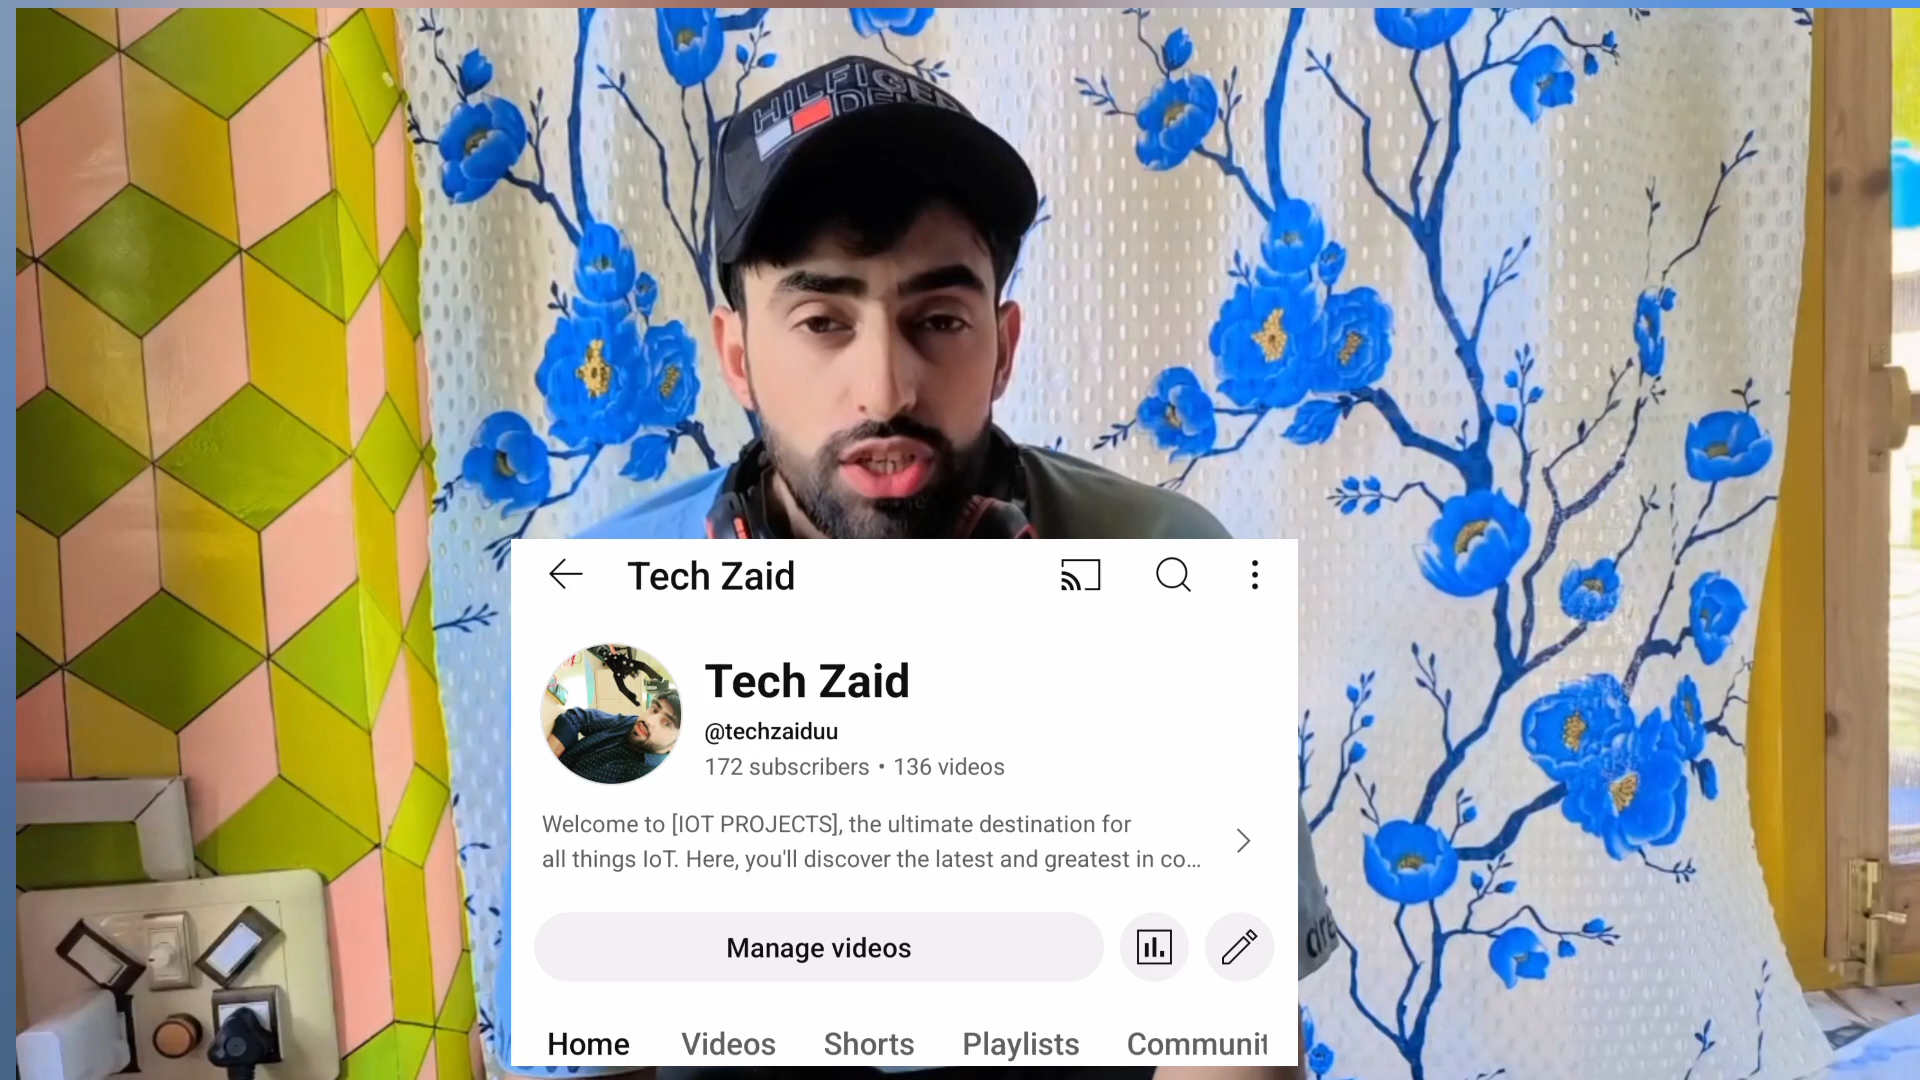 HILFIGER
DENIM
Tech Zaid
Tech Zaid
@techzaiduu
172 subscribers • 136 videos
Welcome to [IOT PROJECTS], the ultimate destination for
all things IoT. Here, you'll discover the latest and greatest in co...
Manage videos
Home Videos Shorts Playlists Communit